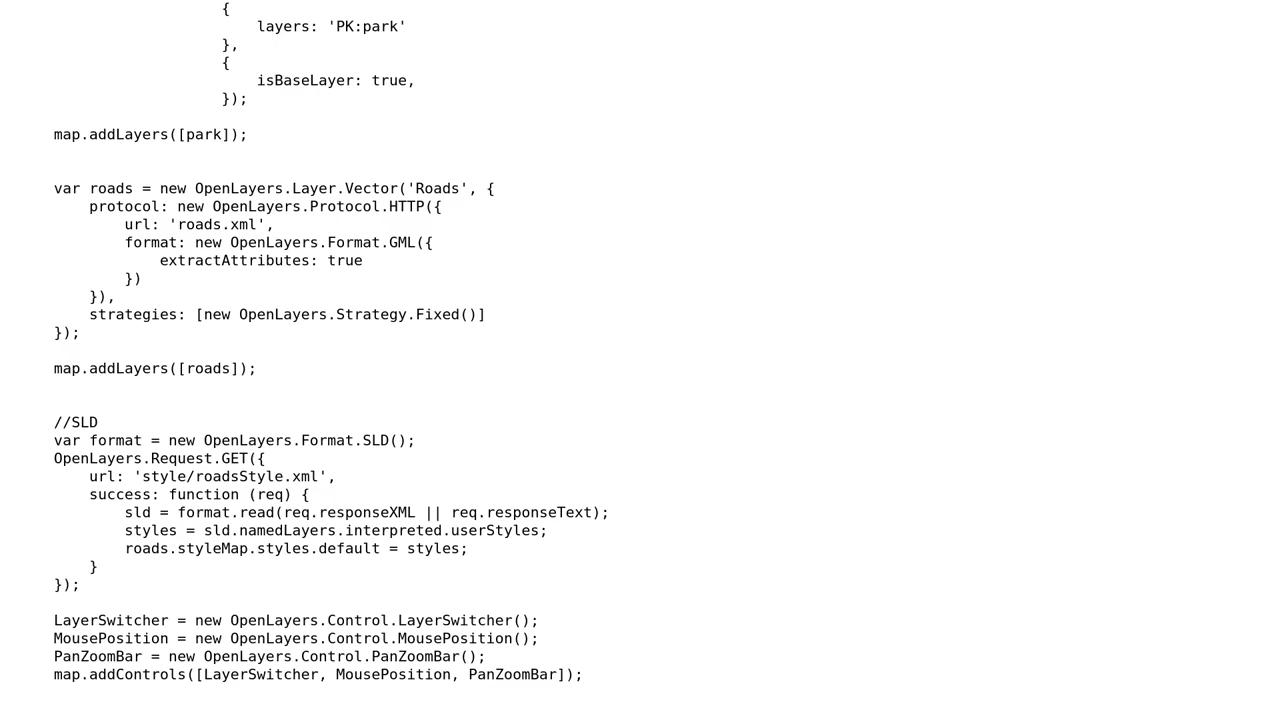 {
layers: 'PK:park'
},
{
isBaseLayer: true,
});
map.addLayers([park]);
var roads = new OpenLayers.Layer.Vector('Roads', {
protocol: new OpenLayers.Protocol.HTTP({
url: 'roads.xml',
format: new OpenLayers.Format.GML({
extractAttributes: true
})
}),
strategies: [new OpenLayers.Strategy.Fixed()]
});
map.addLayers([roads]);
//SLD
var format = new OpenLayers.Format.SLD();
OpenLayers.Request.GET({
url: 'style/roadsStyle.xml',
success: function (req) {
sld = format.read(req.responseXML || req.responseText);
styles = sld.namedLayers.interpreted.userStyles;
roads.styleMap.styles.default = styles;
}
});
LayerSwitcher = new OpenLayers.Control.LayerSwitcher();
MousePosition = new OpenLayers.Control.MousePosition();
PanZoomBar = new OpenLayers.Control.PanZoomBar();
map.addControls([LayerSwitcher, MousePosition, PanZoomBar]);